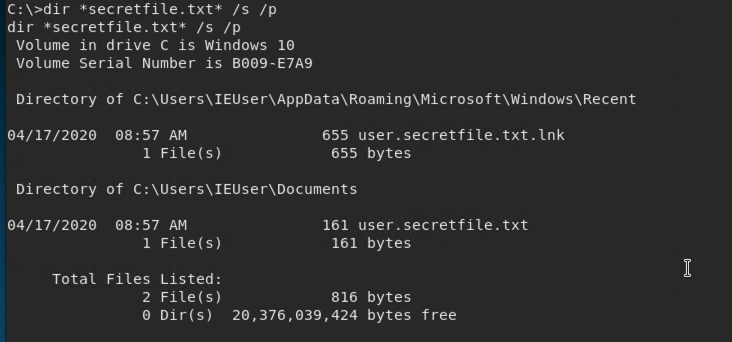 C:\>dir *secretfile.txt* /s /p
dir *secretfile.txt* /s /p
 Volume in drive C is Windows 10
 Volume Serial Number is B009-E7A9

 Directory of C:\Users\IEUser\AppData\Roaming\Microsoft\Windows\Recent

04/17/2020  08:57 AM               655 user.secretfile.txt.lnk
               1 File(s)            655 bytes

 Directory of C:\Users\IEUser\Documents

04/17/2020  08:57 AM               161 user.secretfile.txt
               1 File(s)            161 bytes

     Total Files Listed:
               2 File(s)            816 bytes
               0 Dir(s)  20,376,039,424 bytes free